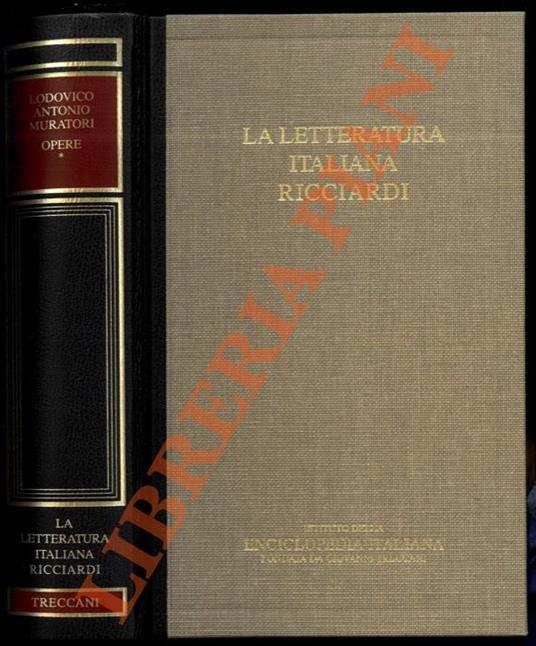 LODOVICO
ANTONIO
MURATORI
OPERE
*
LA
LETTERATURA
ITALIANA
RICCIARDI
TRECCANI
LA LETTERATURA
ITALIANA
RICCIARDI
ISTITUTO DELLA
ENCICLOPEDIA ITALIANA
FONDATA DA GIOVANNI TRECCANI
LIBRERIA PIANI